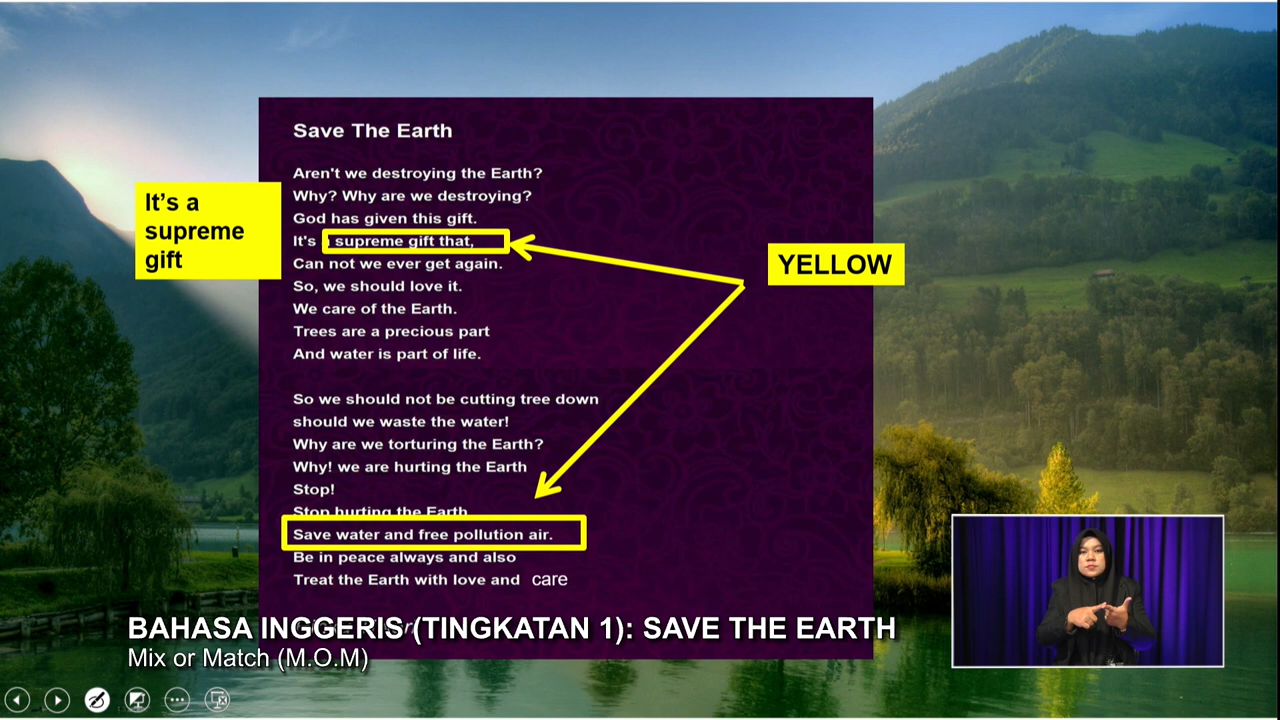 Save The Earth
Aren't we destroying the Earth?
Why? Why are we destroying?
God has given this gift.
It's supreme gift that,
Can not we ever get again.
So, we should love it.
We care of the Earth.
Trees are a precious part
And water is part of life.
So we should not be cutting tree down
should we waste the water!
Why are we torturing the Earth?
Why! we are hurting the Earth
Stop!
Stop hurting the Earth
Save water and free pollution air.
Be in peace always and also
Treat the Earth with love and care
It's a
supreme
gift
YELLOW
BAHASA INGGERIS (TINGKATAN 1): SAVE THE EARTH
Mix or Match (M.O.M)